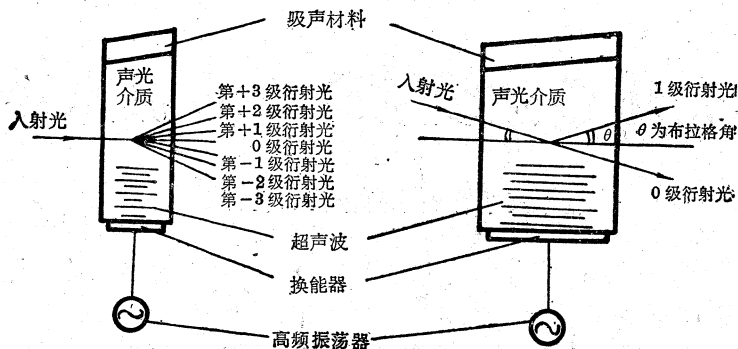 吸声材料
声光
介质
入射光
第+3级衍射光
第+2级衍射光
第+1级衍射光
0级衍射光
第-1级衍射光
第-2级衍射光
第-3级衍射光
入射光
声光介质
1级衍射光
θ
θ为布拉格角
0级衍射光
超声波
换能器
高频振荡器